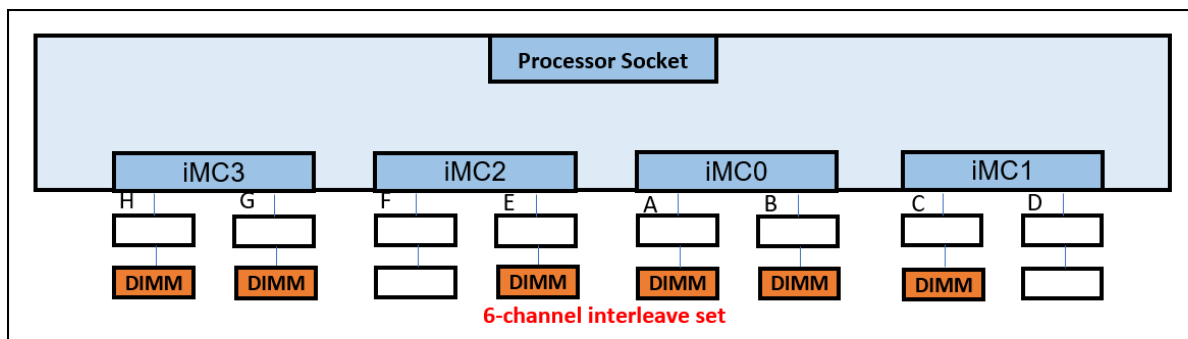 Processor Socket
iMC3 iMC2 iMC0 iMC1
H G F E A B C D
DIMM DIMM DIMM DIMM DIMM DIMM
6-channel interleave set